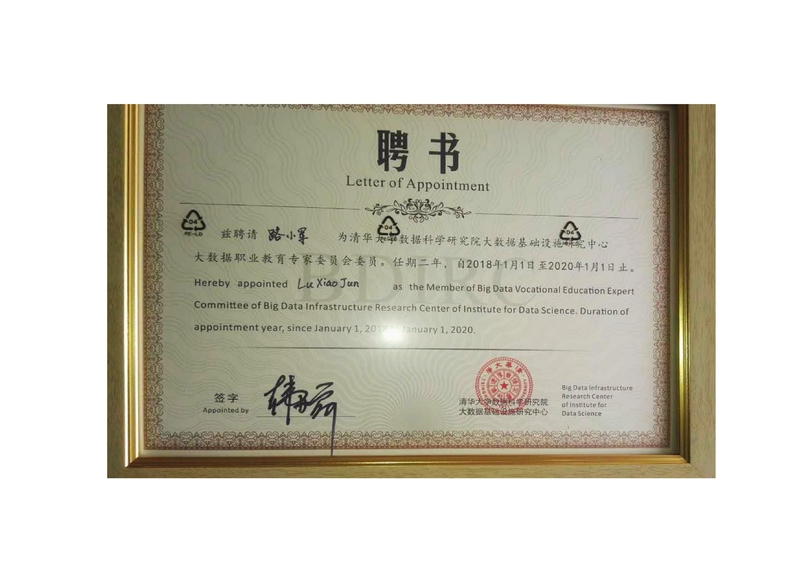 聘书
Letter of Appointment
04
PE-LD
04
04
兹聘请 路小军 为清华大学数据科学研究院大数据基础设施研究中心
大数据职业教育专家委员会委员。任期二年，自2018年1月1日至2020年1月1日止。
Hereby appointed Lu Xiao Jun as the Member of Big Data Vocational Education Expert
Committee of Big Data Infrastructure Research Center of Institute for Data Science. Duration of
appointment year, since January 1, January 1, 2020.
签字
Appointed by
清华大学数据科学研究院
大数据基础设施研究中心
Big Data Infrastructure
Research Center
of Institute for
Data Science